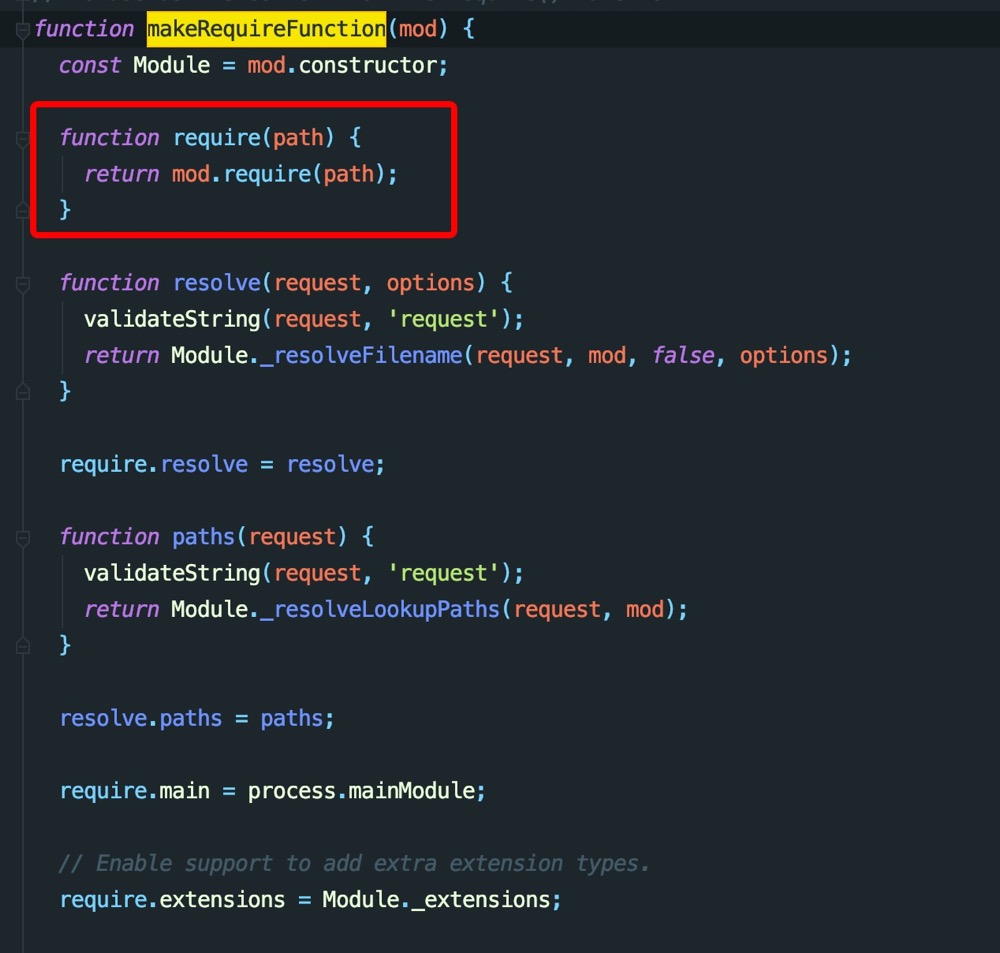 function makeRequireFunction(mod) {
const Module = mod.constructor;
function require(path) {
return mod.require(path);
}
function resolve(request, options) {
validateString(request, 'request');
return Module._resolveFilename(request, mod, false, options);
}
require.resolve = resolve;
function paths(request) {
validateString(request, 'request');
return Module._resolveLookupPaths(request, mod);
}
resolve.paths = paths;
require.main = process.mainModule;
// Enable support to add extra extension types.
require.extensions = Module._extensions;